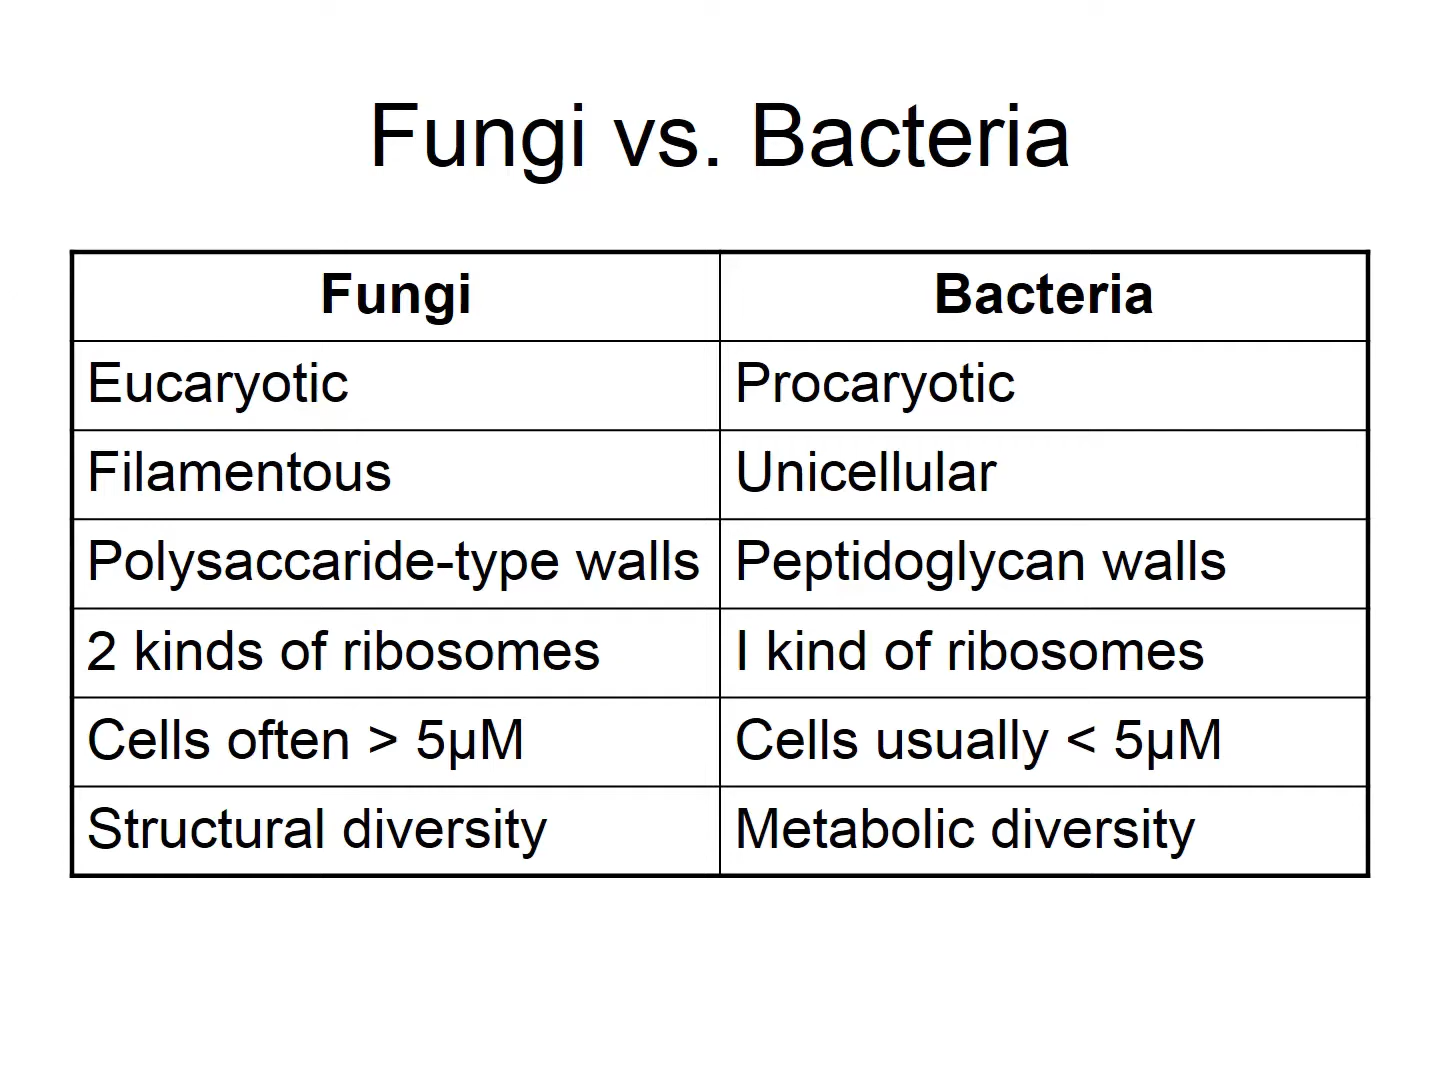 Fungi vs. Bacteria
Fungi Bacteria
Eucaryotic Procaryotic
Filamentous Unicellular
Polysaccaride-type walls Peptidoglycan walls
2 kinds of ribosomes I kind of ribosomes
Cells often > 5µM Cells usually < 5µM
Structural diversity Metabolic diversity